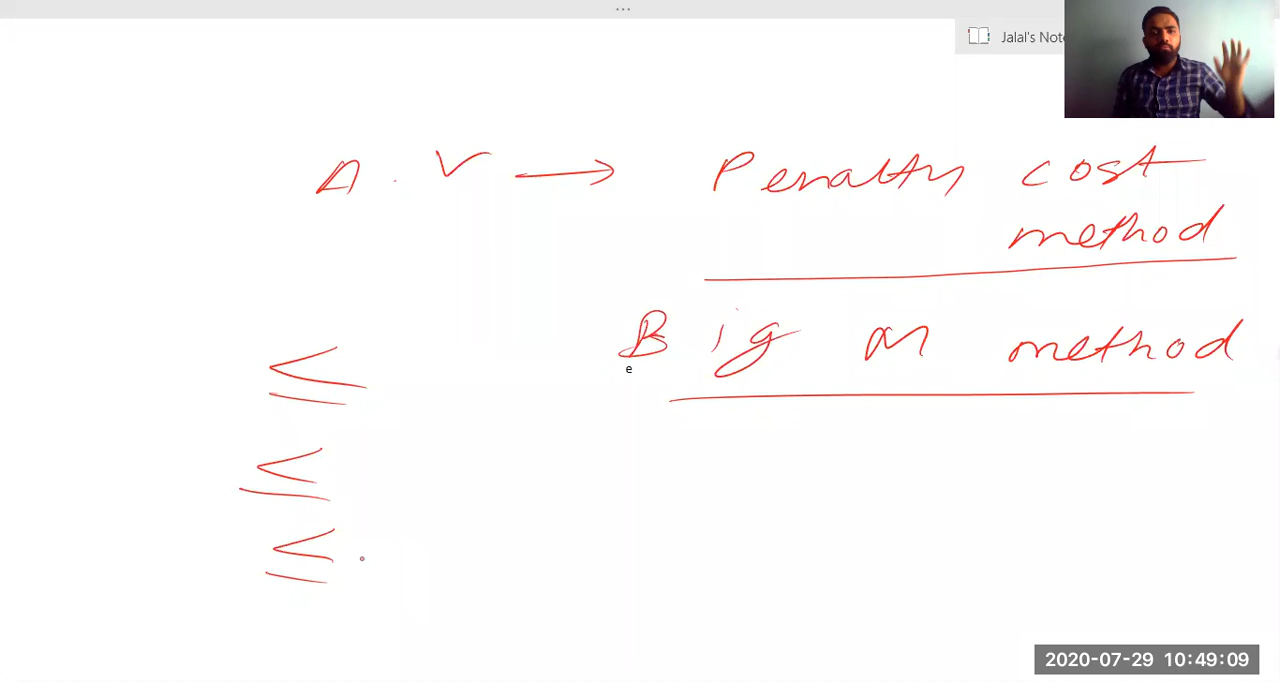 ...
Jalal's Note
A. V → Penalty cost
method
Big M method
e
≤
≤
≤
2020-07-29 10:49:09